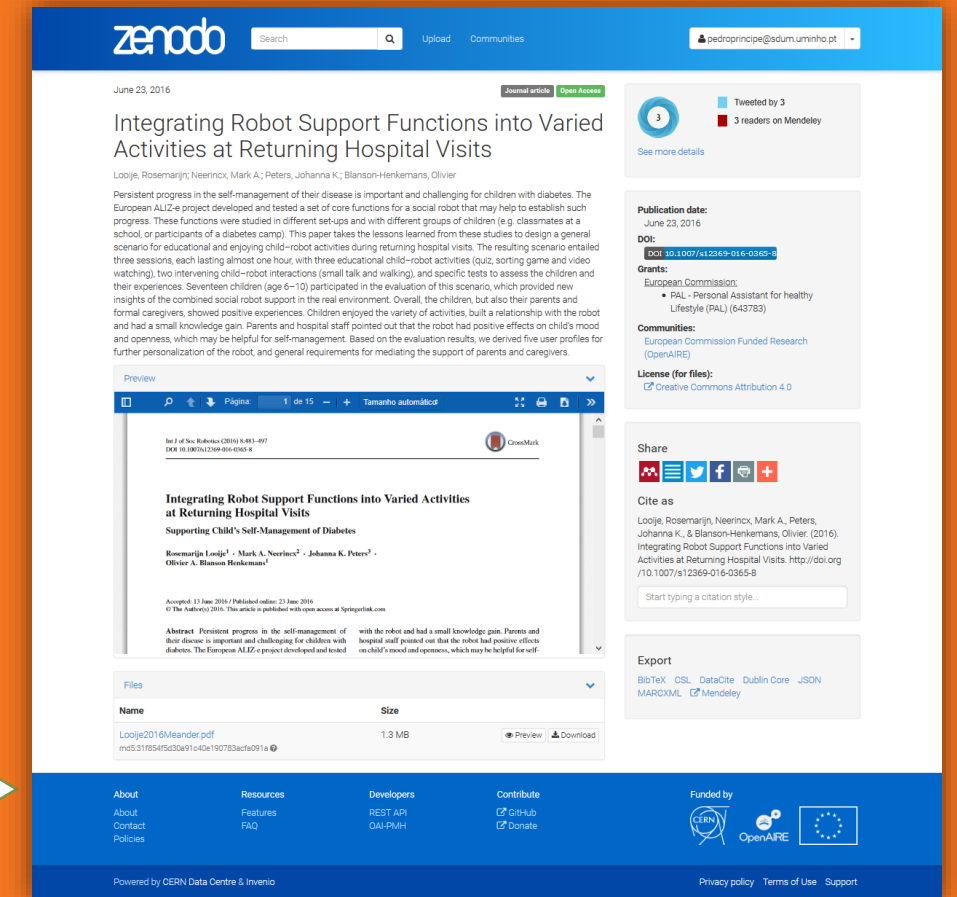 zenodo
Search
Upload Communities
pedroprincipe@sdum.uminho.pt
June 23, 2016
Journal article Open Access
Integrating Robot Support Functions into Varied
Activities at Returning Hospital Visits
Looije, Rosemarijn; Neerincx, Mark A.; Peters, Johanna K.; Blanson-Henkemans, Olivier
Persistent progress in the self-management of their disease is important and challenging for children with diabetes. The
European ALIZ-e project developed and tested a set of core functions for a social robot that may help to establish such
progress. These functions were studied in different set-ups and with different groups of children (e.g. classmates at a
school, or participants of a diabetes camp). This paper takes the lessons learned from these studies to design a general
scenario for educational and enjoying child–robot activities during returning hospital visits. The resulting scenario entailed
three sessions, each lasting almost one hour, with three educational child–robot activities (quiz, sorting game and video
watching), two intervening child–robot interactions (small talk and walking), and specific tests to assess the children and
their experiences. Seventeen children (age 6–10) participated in the evaluation of this scenario, which provided new
insights of the combined social robot support in the real environment. Overall, the children, but also their parents and
formal caregivers, showed positive experiences. Children enjoyed the variety of activities, built a relationship with the robot
and had a small knowledge gain. Parents and hospital staff pointed out that the robot had positive effects on child's mood
and openness, which may be helpful for self-management. Based on the evaluation results, we derived five user profiles for
further personalization of the robot, and general requirements for mediating the support of parents and caregivers.
Preview
Página: 1 de 15 − + Tamanho automático
Int J of Soc Robotics (2016) 8:483–497
DOI 10.1007/s12369-016-0365-8
CrossMark
Integrating Robot Support Functions into Varied Activities
at Returning Hospital Visits
Supporting Child's Self-Management of Diabetes
Rosemarijn Looije1 · Mark A. Neerincx2 · Johanna K. Peters3 ·
Olivier A. Blanson Henkemans1
Accepted: 13 June 2016 / Published online: 23 June 2016
© The Author(s) 2016. This article is published with open access at Springerlink.com
Abstract Persistent progress in the self-management of
their disease is important and challenging for children with
diabetes. The European ALIZ-e project developed and tested
with the robot and had a small knowledge gain. Parents and
hospital staff pointed out that the robot had positive effects
on child's mood and openness, which may be helpful for self-
Files
Name Size
Looije2016Meander.pdf 1.3 MB Preview Download
md5:31f854f5d30a91c40e190783acfa091a
3
Tweeted by 3
3 readers on Mendeley
See more details
Publication date:
June 23, 2016
DOI:
DOI 10.1007/s12369-016-0365-8
Grants:
European Commission:
PAL - Personal Assistant for healthy
Lifestyle (PAL) (643783)
Communities:
European Commission Funded Research
(OpenAIRE)
License (for files):
Creative Commons Attribution 4.0
Share
Cite as
Looije, Rosemarijn, Neerincx, Mark A., Peters,
Johanna K., & Blanson-Henkemans, Olivier. (2016).
Integrating Robot Support Functions into Varied
Activities at Returning Hospital Visits. http://doi.org
/10.1007/s12369-016-0365-8
Start typing a citation style...
Export
BibTeX CSL DataCite Dublin Core JSON
MARCXML Mendeley
About
About
Contact
Policies
Resources
Features
FAQ
Developers
REST API
OAI-PMH
Contribute
GitHub
Donate
Funded by
CERN
OpenAIRE
Powered by CERN Data Centre & Invenio
Privacy policy Terms of Use Support